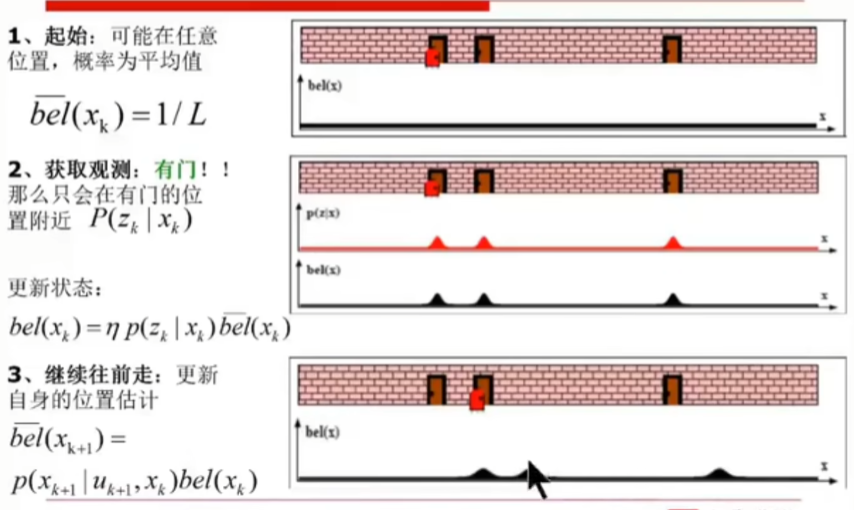 1、起始：可能在任意
位置，概率为平均值
$\overline{bel}(x_k) = 1/L$
bel(x)
x
2、获取观测：有门！！
那么只会在有门的位
置附近 $P(z_k \mid x_k)$
p(z|x)
x
bel(x)
x
更新状态：
$bel(x_k) = \eta\, p(z_k \mid x_k)\overline{bel}(x_k)$
3、继续往前走：更新
自身的位置估计
$\overline{bel}(x_{k+1}) =$
$p(x_{k+1} \mid u_{k+1}, x_k)bel(x_k)$
bel(x)
x